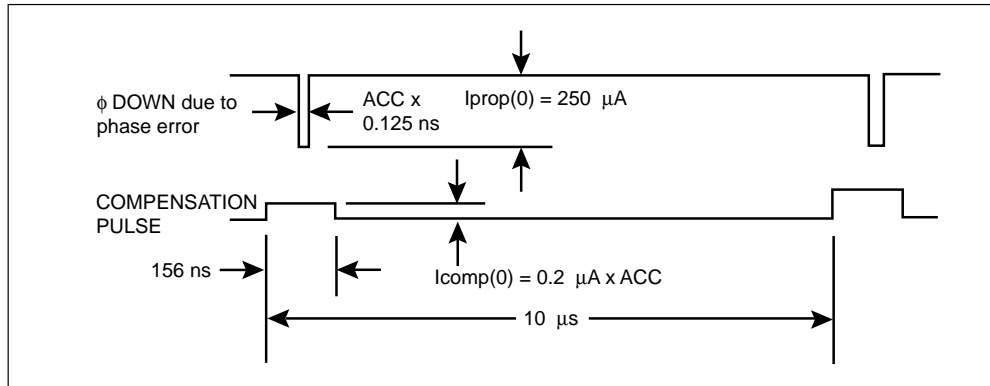 ϕ DOWN due to
phase error
ACC x
0.125 ns
Iprop(0) = 250 μA
COMPENSATION
PULSE
156 ns
Icomp(0) = 0.2 μA x ACC
10 μs